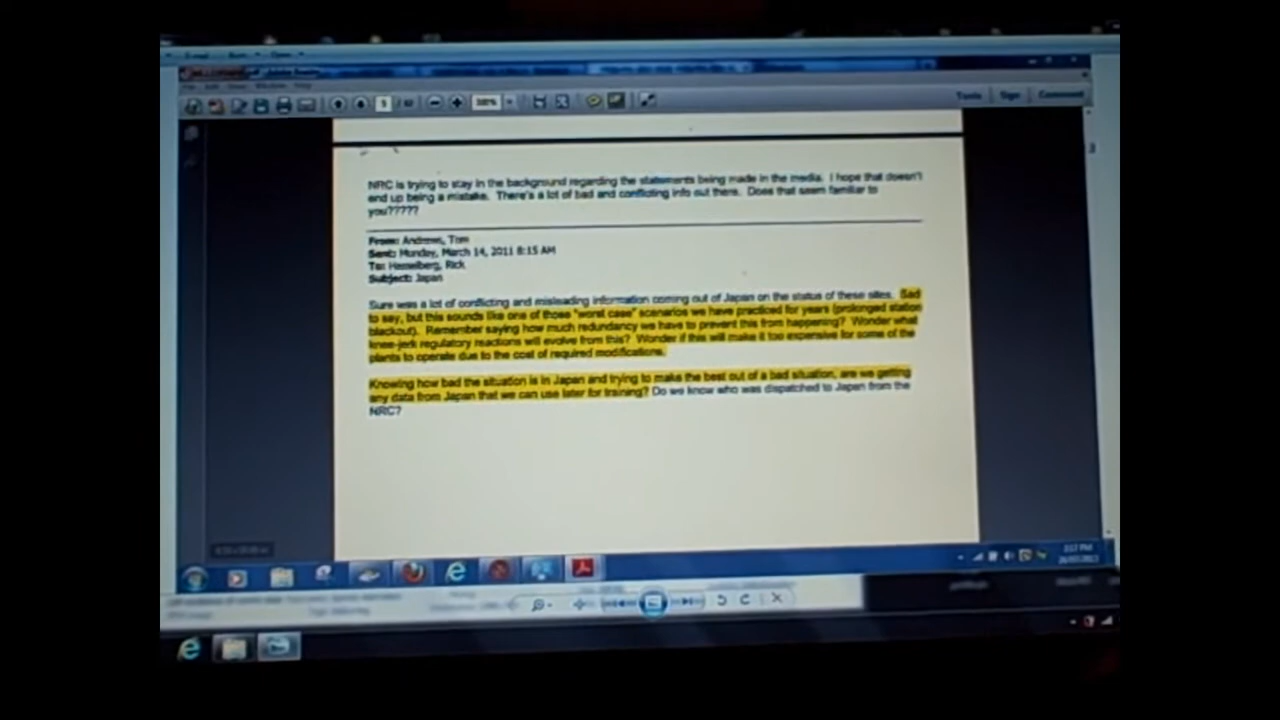 Tools
Sign
Comment
NRC is trying to stay in the background regarding the statements being made in the media. I hope that doesn't
end up being a mistake. There's a lot of bad and conflicting info out there. Does that seem familiar to
you?????
From: Andrews, Tom
Sent: Monday, March 14, 2011 8:15 AM
To: Hesselberg, Rick
Subject: Japan
Sure was a lot of conflicting and misleading information coming out of Japan on the status of these sites. Sad
to say, but this sounds like one of those "worst case" scenarios we have practiced for years (prolonged station
blackout). Remember saying how much redundancy we have to prevent this from happening? Wonder what
knee-jerk regulatory reactions will evolve from this? Wonder if this will make it too expensive for some of the
plants to operate due to the cost of required modifications.
Knowing how bad the situation is in Japan and trying to make the best out of a bad situation, are we getting
any data from Japan that we can use later for training? Do we know who was dispatched to Japan from the
NRC?